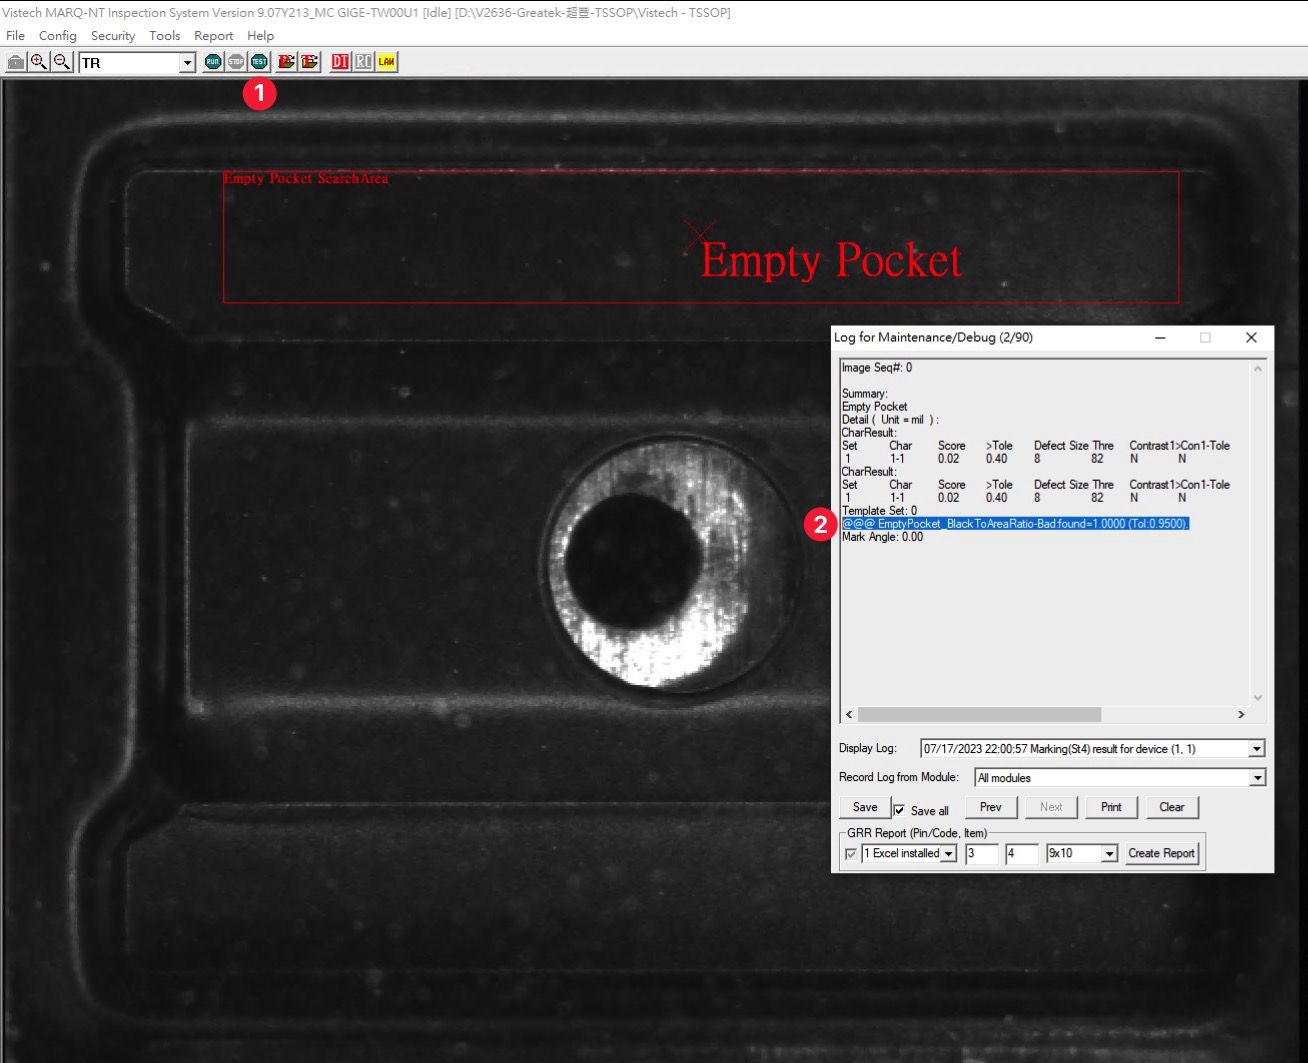 Vistech MARQ-NT Inspection System Version 9.07Y213_MC GIGE-TW00U1 [Idle] [D:\V2636-Greatek-超豐-TSSOP\Vistech - TSSOP]
File Config Security Tools Report Help
TR RUN STOP TEST DT RC LAW
1
Empty Pocket SearchArea
Empty Pocket
Log for Maintenance/Debug (2/90)
Image Seq#: 0
Summary:
Empty Pocket
Detail ( Unit = mil ) :
CharResult:
Set Char Score >Tole Defect Size Thre Contrast1>Con1-Tole
1 1-1 0.02 0.40 8 82 N N
CharResult:
Set Char Score >Tole Defect Size Thre Contrast1>Con1-Tole
1 1-1 0.02 0.40 8 82 N N
Template Set: 0
2
@@@ EmptyPocket_BlackToAreaRatio-Bad:found=1.0000 (Tol:0.9500).
Mark Angle: 0.00
Display Log: 07/17/2023 22:00:57 Marking(St4) result for device (1, 1)
Record Log from Module: All modules
Save Save all Prev Next Print Clear
GRR Report (Pin/Code, Item)
1 Excel installed 3 4 9x10 Create Report